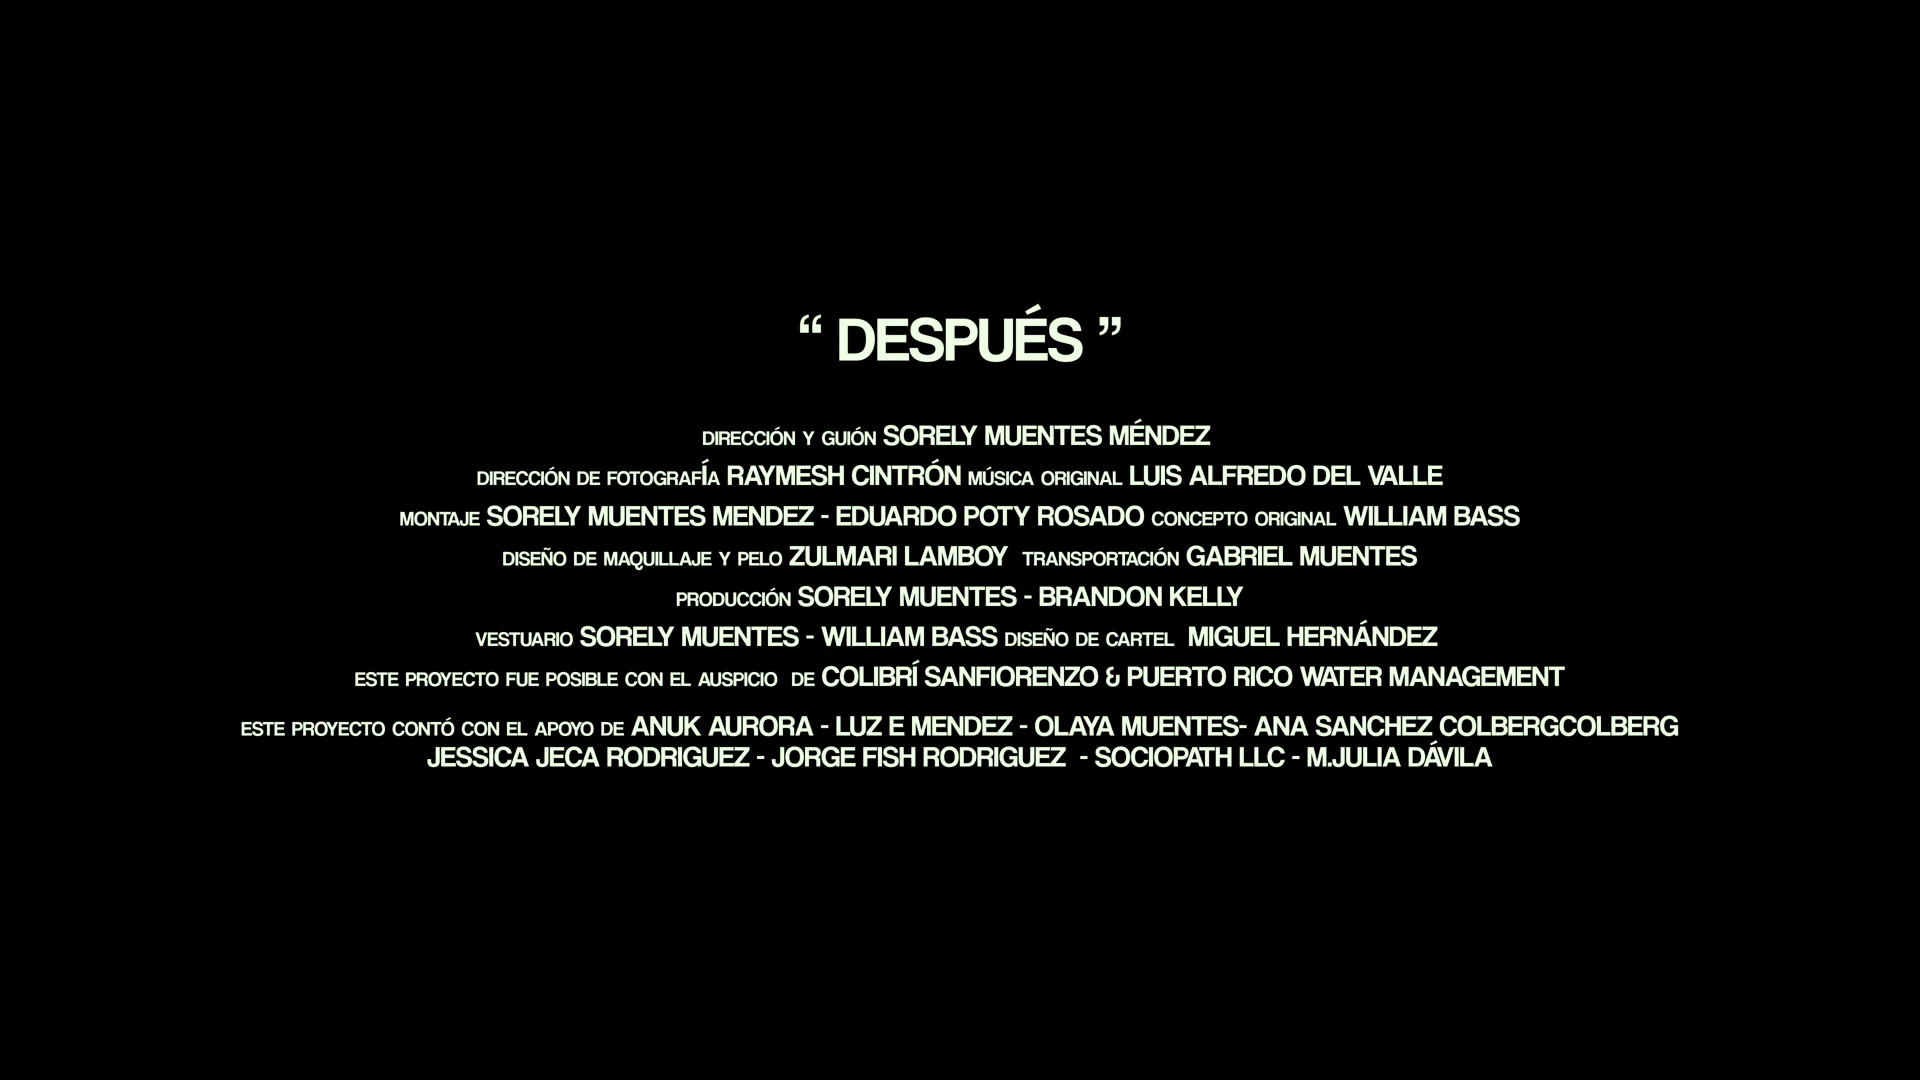 “ DESPUÉS ”
DIRECCIÓN Y GUIÓN SORELY MUENTES MÉNDEZ
DIRECCIÓN DE FOTOGRAFÍA RAYMESH CINTRÓN MÚSICA ORIGINAL LUIS ALFREDO DEL VALLE
MONTAJE SORELY MUENTES MENDEZ - EDUARDO POTY ROSADO CONCEPTO ORIGINAL WILLIAM BASS
DISEÑO DE MAQUILLAJE Y PELO ZULMARI LAMBOY TRANSPORTACIÓN GABRIEL MUENTES
PRODUCCIÓN SORELY MUENTES - BRANDON KELLY
VESTUARIO SORELY MUENTES - WILLIAM BASS DISEÑO DE CARTEL MIGUEL HERNÁNDEZ
ESTE PROYECTO FUE POSIBLE CON EL AUSPICIO DE COLIBRÍ SANFIORENZO & PUERTO RICO WATER MANAGEMENT
ESTE PROYECTO CONTÓ CON EL APOYO DE ANUK AURORA - LUZ E MENDEZ - OLAYA MUENTES- ANA SANCHEZ COLBERGCOLBERG
JESSICA JECA RODRIGUEZ - JORGE FISH RODRIGUEZ - SOCIOPATH LLC - M.JULIA DÁVILA